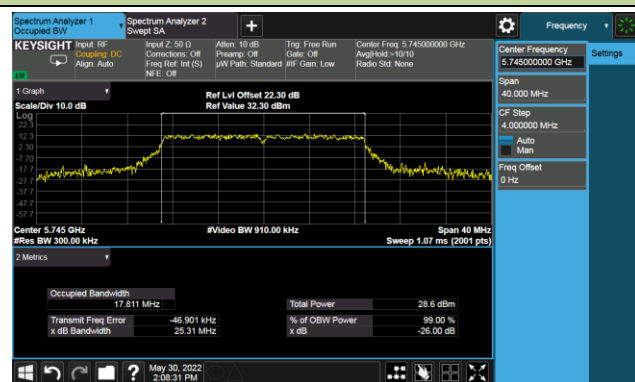 Spectrum Analyzer 1
Occupied BW
Spectrum Analyzer 2
Swept SA
Frequency
KEYSIGHT
Input: RF
Coupling: DC
Align: Auto
Input Z: 50 Ω
Corrections: Off
Freq Ref: Int (S)
NFE: Off
Atten: 10 dB
Preamp: Off
µW Path: Standard
Trig: Free Run
Gate: Off
#IF Gain: Low
Center Freq: 5.745000000 GHz
Avg|Hold:>10/10
Radio Std: None
LVI
1 Graph
Scale/Div 10.0 dB
Ref Lvl Offset 22.30 dB
Ref Value 32.30 dBm
Log
22.3
12.3
2.30
-7.70
-17.7
-27.7
-37.7
-47.7
-57.7
Center 5.745 GHz
#Res BW 300.00 kHz
#Video BW 910.00 kHz
Span 40 MHz
Sweep 1.07 ms (2001 pts)
2 Metrics
Occupied Bandwidth
17.811 MHz
Transmit Freq Error -46.901 kHz
x dB Bandwidth 25.31 MHz
Total Power 28.6 dBm
% of OBW Power 99.00 %
x dB -26.00 dB
Center Frequency
5.745000000 GHz
Span
40.000 MHz
CF Step
4.000000 MHz
Auto
Man
Freq Offset
0 Hz
Settings
May 30, 2022
2:08:31 PM